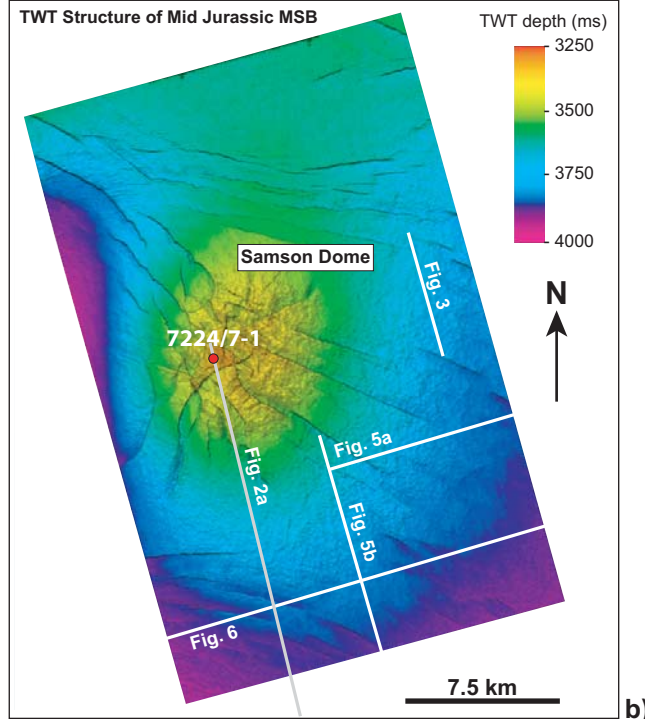 TWT Structure of Mid Jurassic MSB
TWT depth (ms)
3250
3500
3750
4000
Samson Dome
Fig. 3
N
7224/7-1
Fig. 5a
Fig. 2a
Fig. 5b
Fig. 6
7.5 km
b)